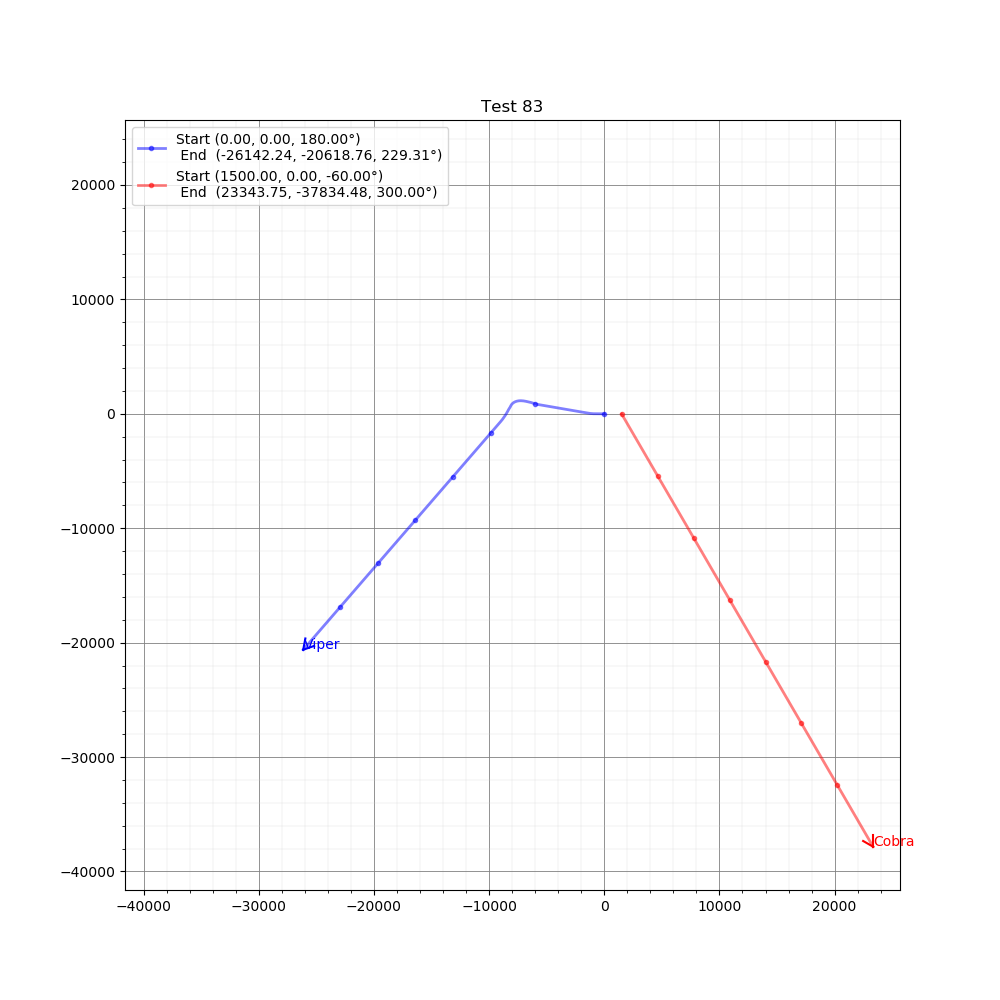 Test 83
Start (0.00, 0.00, 180.00°)
End  (-26142.24, -20618.76, 229.31°)
Start (1500.00, 0.00, -60.00°)
End  (23343.75, -37834.48, 300.00°)
20000
10000
0
−10000
−20000
−30000
−40000
Viper
Cobra
−40000 −30000 −20000 −10000 0 10000 20000